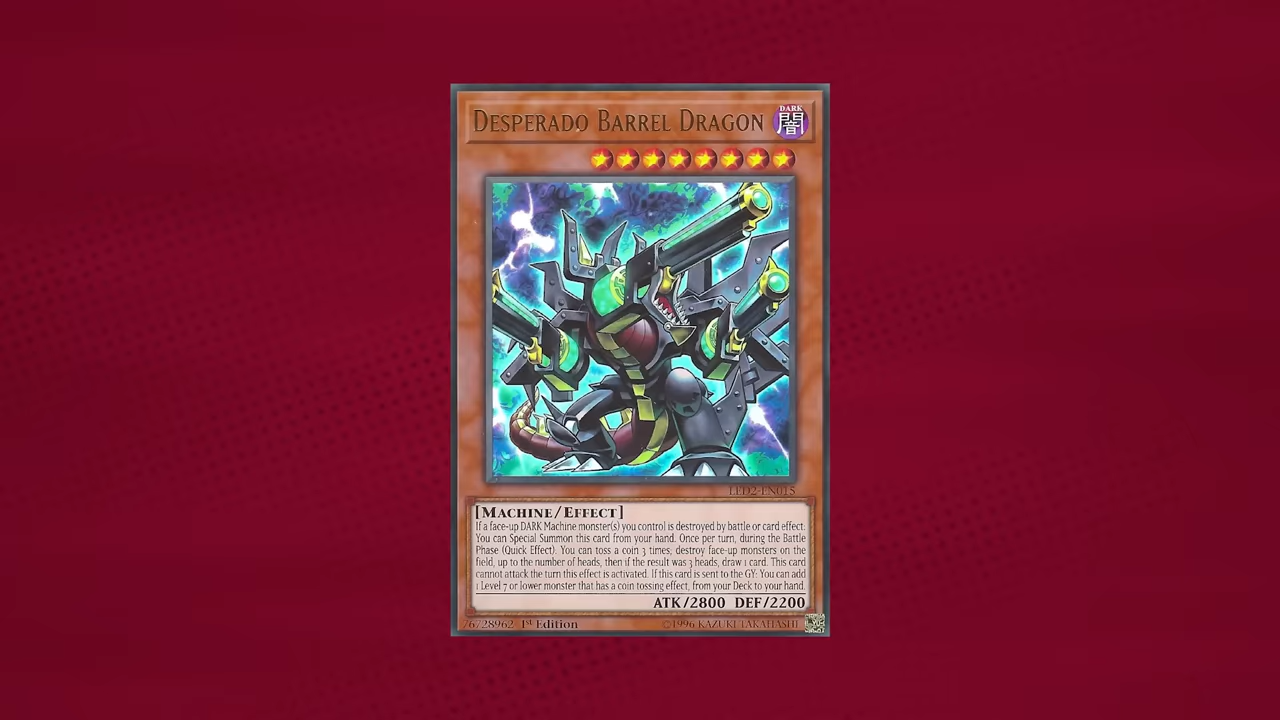 DESPERADO BARREL DRAGON
DARK
闇
LED2-EN015
[MACHINE/EFFECT]
If a face-up DARK Machine monster(s) you control is destroyed by battle or card effect:
You can Special Summon this card from your hand. Once per turn, during the Battle
Phase (Quick Effect): You can toss a coin 3 times; destroy face-up monsters on the
field, up to the number of heads, then if the result was 3 heads, draw 1 card. This card
cannot attack the turn this effect is activated. If this card is sent to the GY: You can add
1 Level 7 or lower monster that has a coin tossing effect, from your Deck to your hand.
ATK/2800 DEF/2200
76728962 1st Edition
©1996 KAZUKI TAKAHASHI